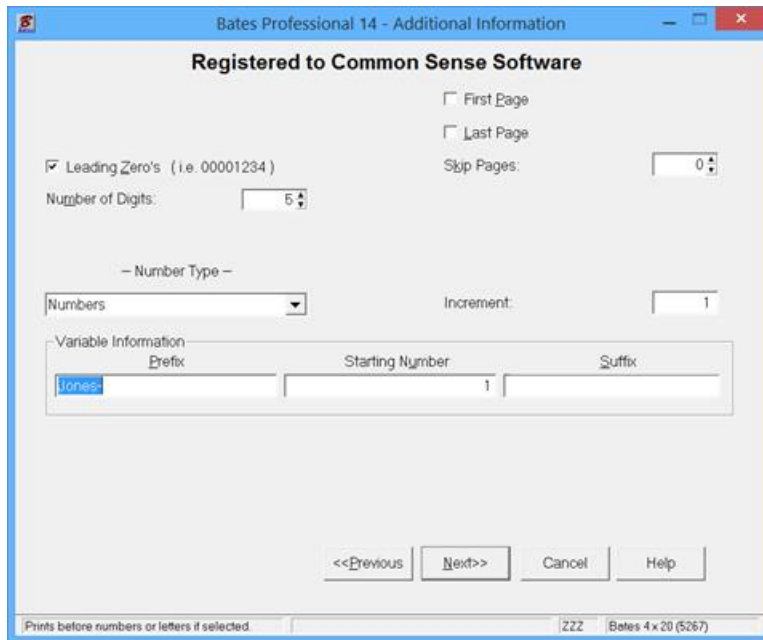 Bates Professional 14 - Additional Information
Registered to Common Sense Software
First Page
Last Page
Leading Zero's ( i.e. 00001234 )
Skip Pages: 0
Number of Digits: 5
– Number Type –
Numbers
Increment: 1
Variable Information
Prefix Starting Number Suffix
Jones- 1
<<Previous Next>> Cancel Help
Prints before numbers or letters if selected. ZZZ Bates 4 x 20 (5267)